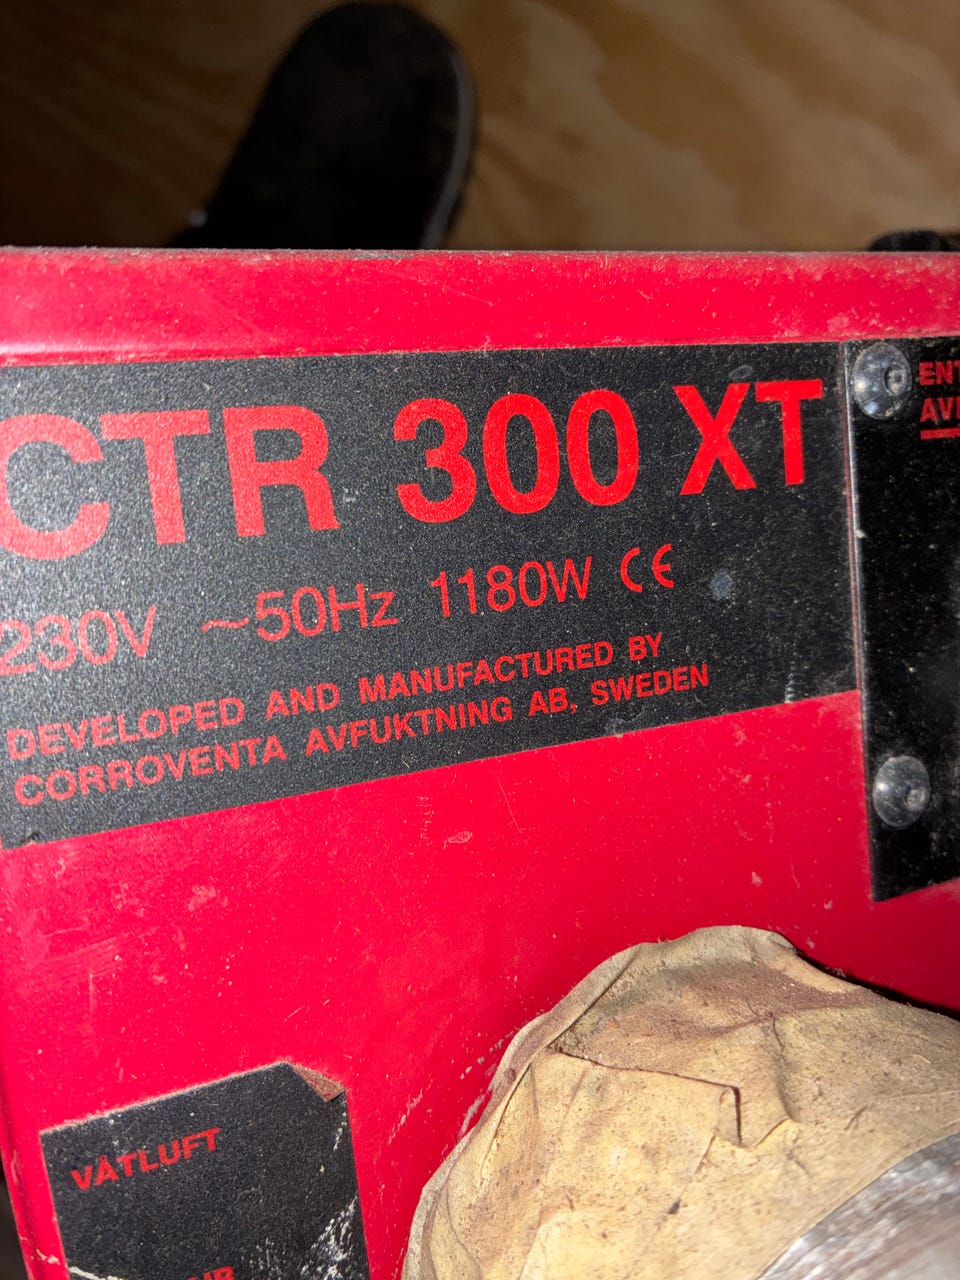 CTR 300 XT
230V ~50Hz 1180W CE
DEVELOPED AND MANUFACTURED BY
CORROVENTA AVFUKTNING AB, SWEDEN
VÅTLUFT